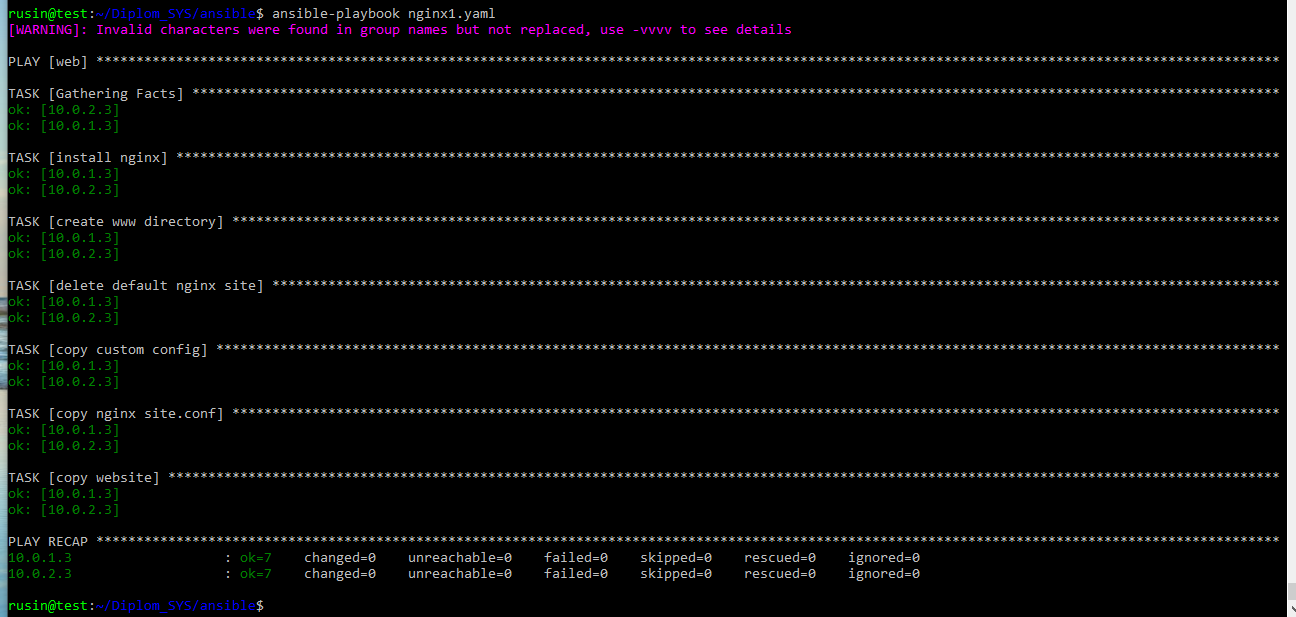 rusin@test:~/Diplom_SYS/ansible$ ansible-playbook nginx1.yaml
[WARNING]: Invalid characters were found in group names but not replaced, use -vvvv to see details
PLAY [web] ****************************************************************************************************************************************************
TASK [Gathering Facts] ****************************************************************************************************************************************
ok: [10.0.2.3]
ok: [10.0.1.3]
TASK [install nginx] ******************************************************************************************************************************************
ok: [10.0.1.3]
ok: [10.0.2.3]
TASK [create www directory] ***********************************************************************************************************************************
ok: [10.0.1.3]
ok: [10.0.2.3]
TASK [delete default nginx site] ******************************************************************************************************************************
ok: [10.0.1.3]
ok: [10.0.2.3]
TASK [copy custom config] *************************************************************************************************************************************
ok: [10.0.1.3]
ok: [10.0.2.3]
TASK [copy nginx site.conf] ***********************************************************************************************************************************
ok: [10.0.1.3]
ok: [10.0.2.3]
TASK [copy website] *******************************************************************************************************************************************
ok: [10.0.1.3]
ok: [10.0.2.3]
PLAY RECAP ****************************************************************************************************************************************************
10.0.1.3                   : ok=7    changed=0    unreachable=0    failed=0    skipped=0    rescued=0    ignored=0
10.0.2.3                   : ok=7    changed=0    unreachable=0    failed=0    skipped=0    rescued=0    ignored=0
rusin@test:~/Diplom_SYS/ansible$